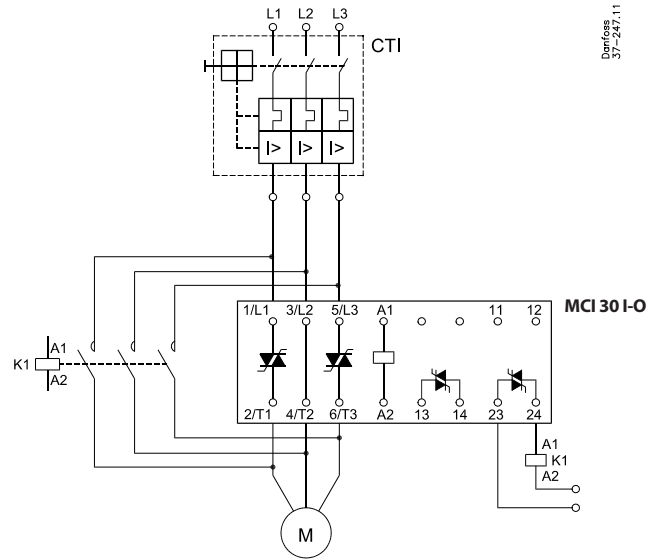 L1 L2 L3
CTI
Danfoss
37-247.11
I> I> I>
1/L1 3/L2 5/L3 A1 11 12
MCI 30 I-O
K1 A1
A2
2/T1 4/T2 6/T3 A2 13 14 23 24
A1
K1
A2
M